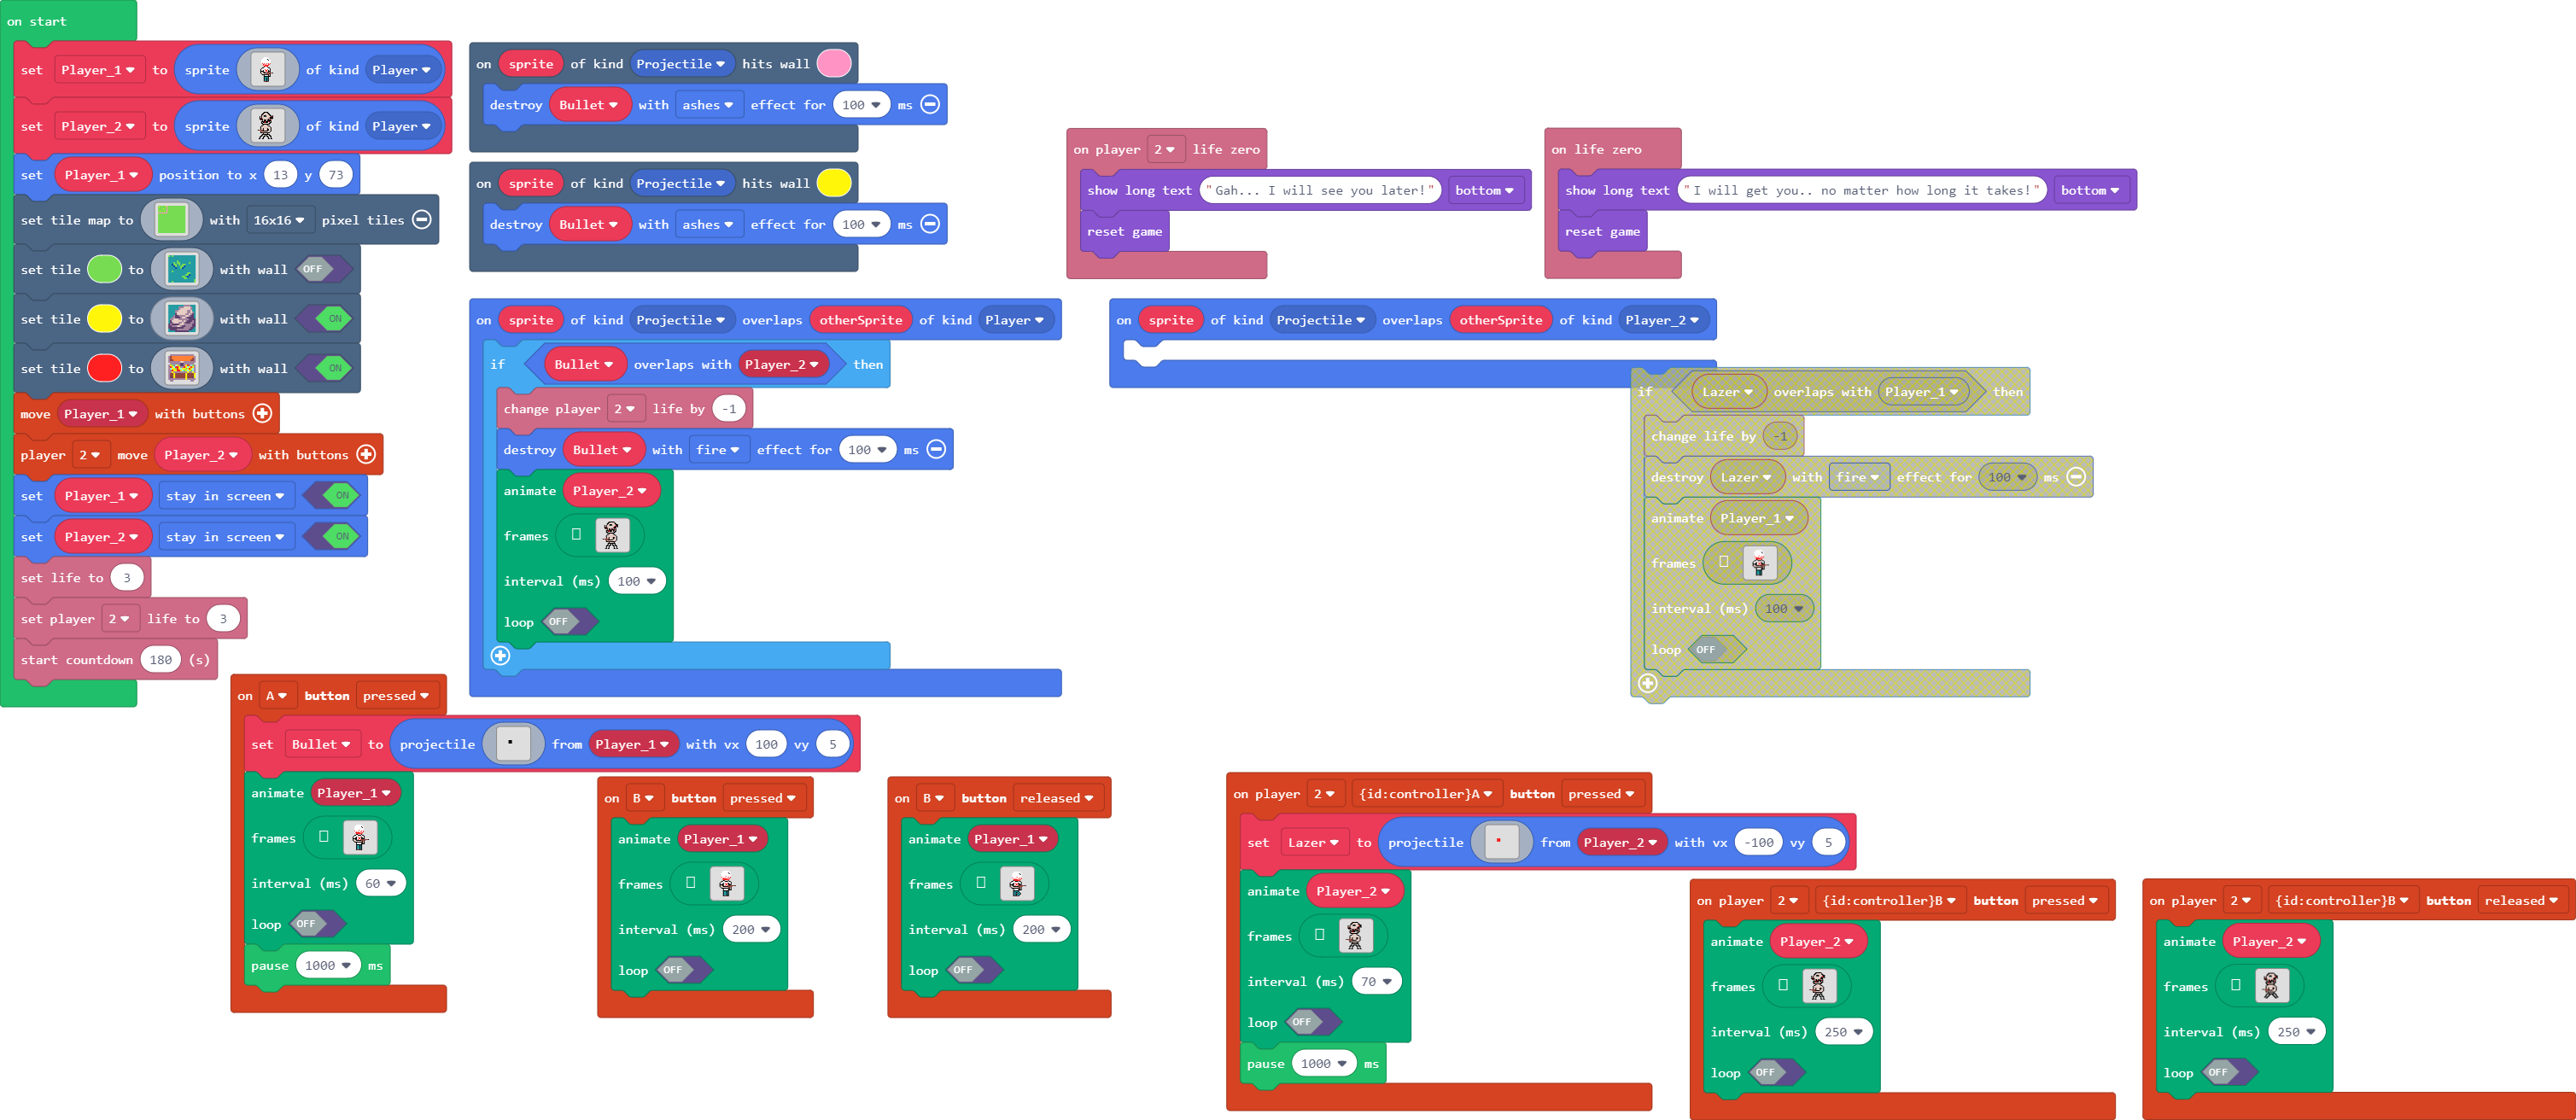 on start
set Player_1 to sprite of kind Player
set Player_2 to sprite of kind Player
set Player_1 position to x 13 y 73
set tile map to with 16x16 pixel tiles
set tile to with wall OFF
set tile to with wall ON
set tile to with wall ON
move Player_1 with buttons
player 2 move Player_2 with buttons
set Player_1 stay in screen ON
set Player_2 stay in screen ON
set life to 3
set player 2 life to 3
start countdown 180 (s)
on sprite of kind Projectile hits wall
destroy Bullet with ashes effect for 100 ms
on sprite of kind Projectile hits wall
destroy Bullet with ashes effect for 100 ms
on player 2 life zero
show long text "Gah... I will see you later!" bottom
reset game
on life zero
show long text "I will get you.. no matter how long it takes!" bottom
reset game
on sprite of kind Projectile overlaps otherSprite of kind Player
if Bullet overlaps with Player_2 then
change player 2 life by -1
destroy Bullet with fire effect for 100 ms
animate Player_2
frames
interval (ms) 100
loop OFF
on sprite of kind Projectile overlaps otherSprite of kind Player_2
if Lazer overlaps with Player_1 then
change life by -1
destroy Lazer with fire effect for 100 ms
animate Player_1
frames
interval (ms) 100
loop OFF
on A button pressed
set Bullet to projectile from Player_1 with vx 100 vy 5
animate Player_1
frames
interval (ms) 60
loop OFF
pause 1000 ms
on B button pressed
animate Player_1
frames
interval (ms) 200
loop OFF
on B button released
animate Player_1
frames
interval (ms) 200
loop OFF
on player 2 {id:controller}A button pressed
set Lazer to projectile from Player_2 with vx -100 vy 5
animate Player_2
frames
interval (ms) 70
loop OFF
pause 1000 ms
on player 2 {id:controller}B button pressed
animate Player_2
frames
interval (ms) 250
loop OFF
on player 2 {id:controller}B button released
animate Player_2
frames
interval (ms) 250
loop OFF